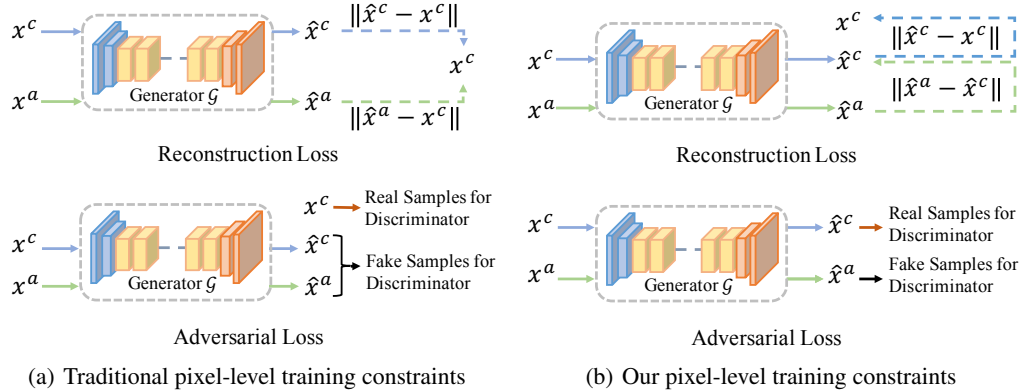 x^c
x^a
Generator 𝒢
x̂^c
x̂^a
‖x̂^c − x^c‖
x^c
‖x̂^a − x^c‖
Reconstruction Loss
x^c
x^a
Generator 𝒢
x^c
x̂^c
x̂^a
Real Samples for
Discriminator
Fake Samples for
Discriminator
Adversarial Loss
(a) Traditional pixel-level training constraints
x^c
x^a
Generator 𝒢
x^c
x̂^c
x̂^a
‖x̂^c − x^c‖
‖x̂^a − x̂^c‖
Reconstruction Loss
x^c
x^a
Generator 𝒢
x̂^c
x̂^a
Real Samples for
Discriminator
Fake Samples for
Discriminator
Adversarial Loss
(b) Our pixel-level training constraints